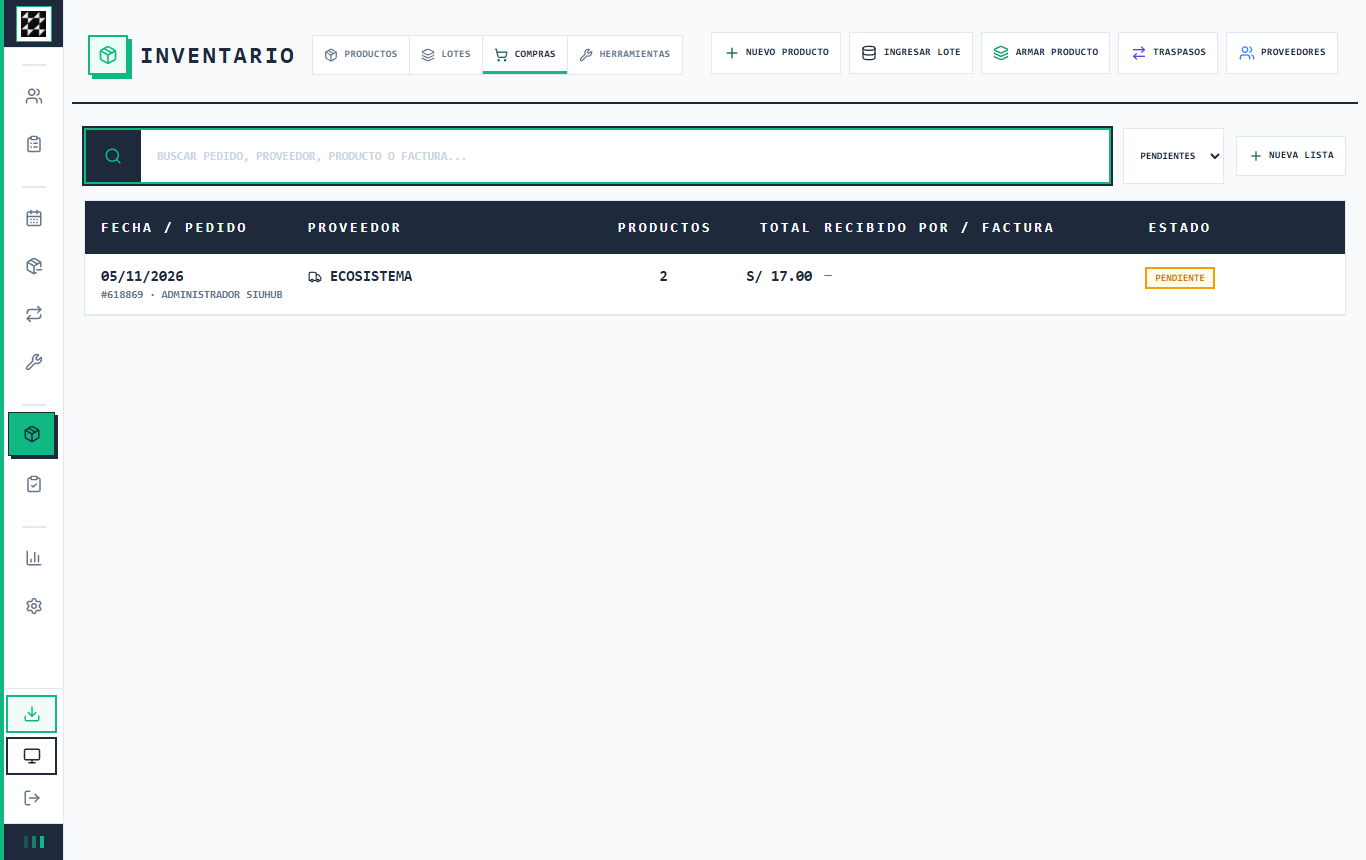 INVENTARIO
PRODUCTOS
LOTES
COMPRAS
HERRAMIENTAS
NUEVO PRODUCTO
INGRESAR LOTE
ARMAR PRODUCTO
TRASPASOS
PROVEEDORES
BUSCAR PEDIDO, PROVEEDOR, PRODUCTO O FACTURA...
PENDIENTES
NUEVA LISTA
FECHA / PEDIDO PROVEEDOR PRODUCTOS TOTAL RECIBIDO POR / FACTURA ESTADO
05/11/2026 ECOSISTEMA 2 S/ 17.00 — PENDIENTE
#618869 · ADMINISTRADOR SIUHUB